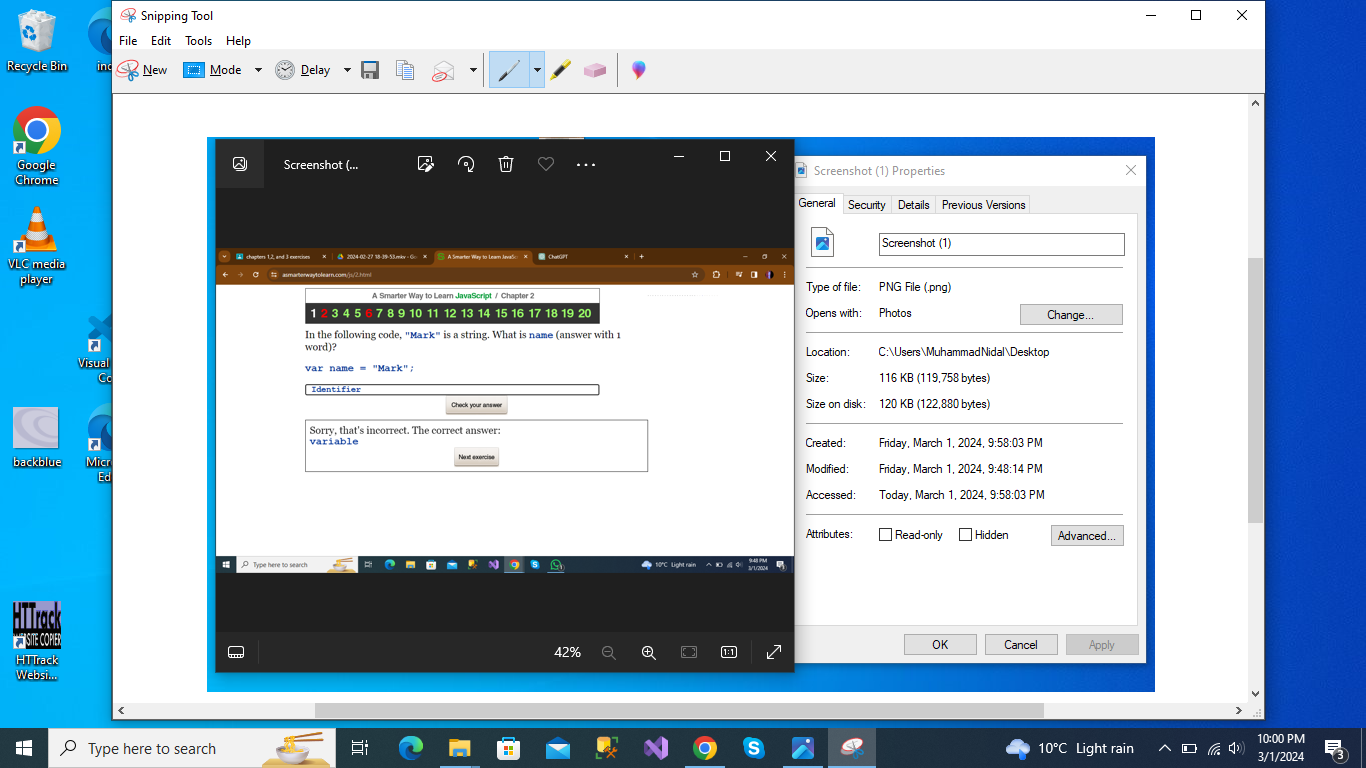 Recycle Bin
Google
Chrome
VLC media
player
Visual
Co
backblue
Micro
Ed
HTTrack
WEBSITE COPIER
HTTrack
Websi...
Snipping Tool
File Edit Tools Help
New Mode Delay
Screenshot (...
chapters 1,2, and 3 exercises
2024-02-27 18-39-53.mkv - Go
A Smarter Way to Learn JavaSc
ChatGPT
asmarterwaytolearn.com/js/2.html
A Smarter Way to Learn JavaScript / Chapter 2
1 2 3 4 5 6 7 8 9 10 11 12 13 14 15 16 17 18 19 20
In the following code, "Mark" is a string. What is name (answer with 1
word)?
var name = "Mark";
Identifier
Check your answer
Sorry, that's incorrect. The correct answer:
variable
Next exercise
Type here to search
10°C Light rain
9:48 PM
3/1/2024
42%
1:1
Screenshot (1) Properties
General Security Details Previous Versions
Screenshot (1)
Type of file: PNG File (.png)
Opens with: Photos Change...
Location: C:\Users\MuhammadNidal\Desktop
Size: 116 KB (119,758 bytes)
Size on disk: 120 KB (122,880 bytes)
Created: Friday, March 1, 2024, 9:58:03 PM
Modified: Friday, March 1, 2024, 9:48:14 PM
Accessed: Today, March 1, 2024, 9:58:03 PM
Attributes: Read-only Hidden Advanced...
OK Cancel Apply
Type here to search
10°C Light rain
10:00 PM
3/1/2024
3